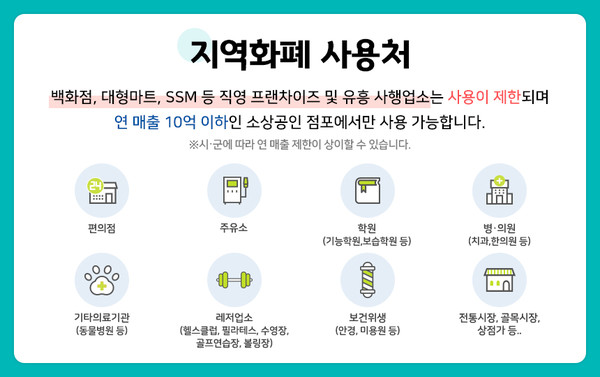 지역화폐 사용처
백화점, 대형마트, SSM 등 직영 프랜차이즈 및 유흥 사행업소는 사용이 제한되며
연 매출 10억 이하인 소상공인 점포에서만 사용 가능합니다.
※시·군에 따라 연 매출 제한이 상이할 수 있습니다.
24
편의점
주유소
학원
(기능학원,보습학원 등)
병·의원
(치과,한의원 등)
기타의료기관
(동물병원 등)
레저업소
(헬스클럽, 필라테스, 수영장,
골프연습장, 볼링장)
보건위생
(안경, 미용원 등)
전통시장, 골목시장,
상점가 등..